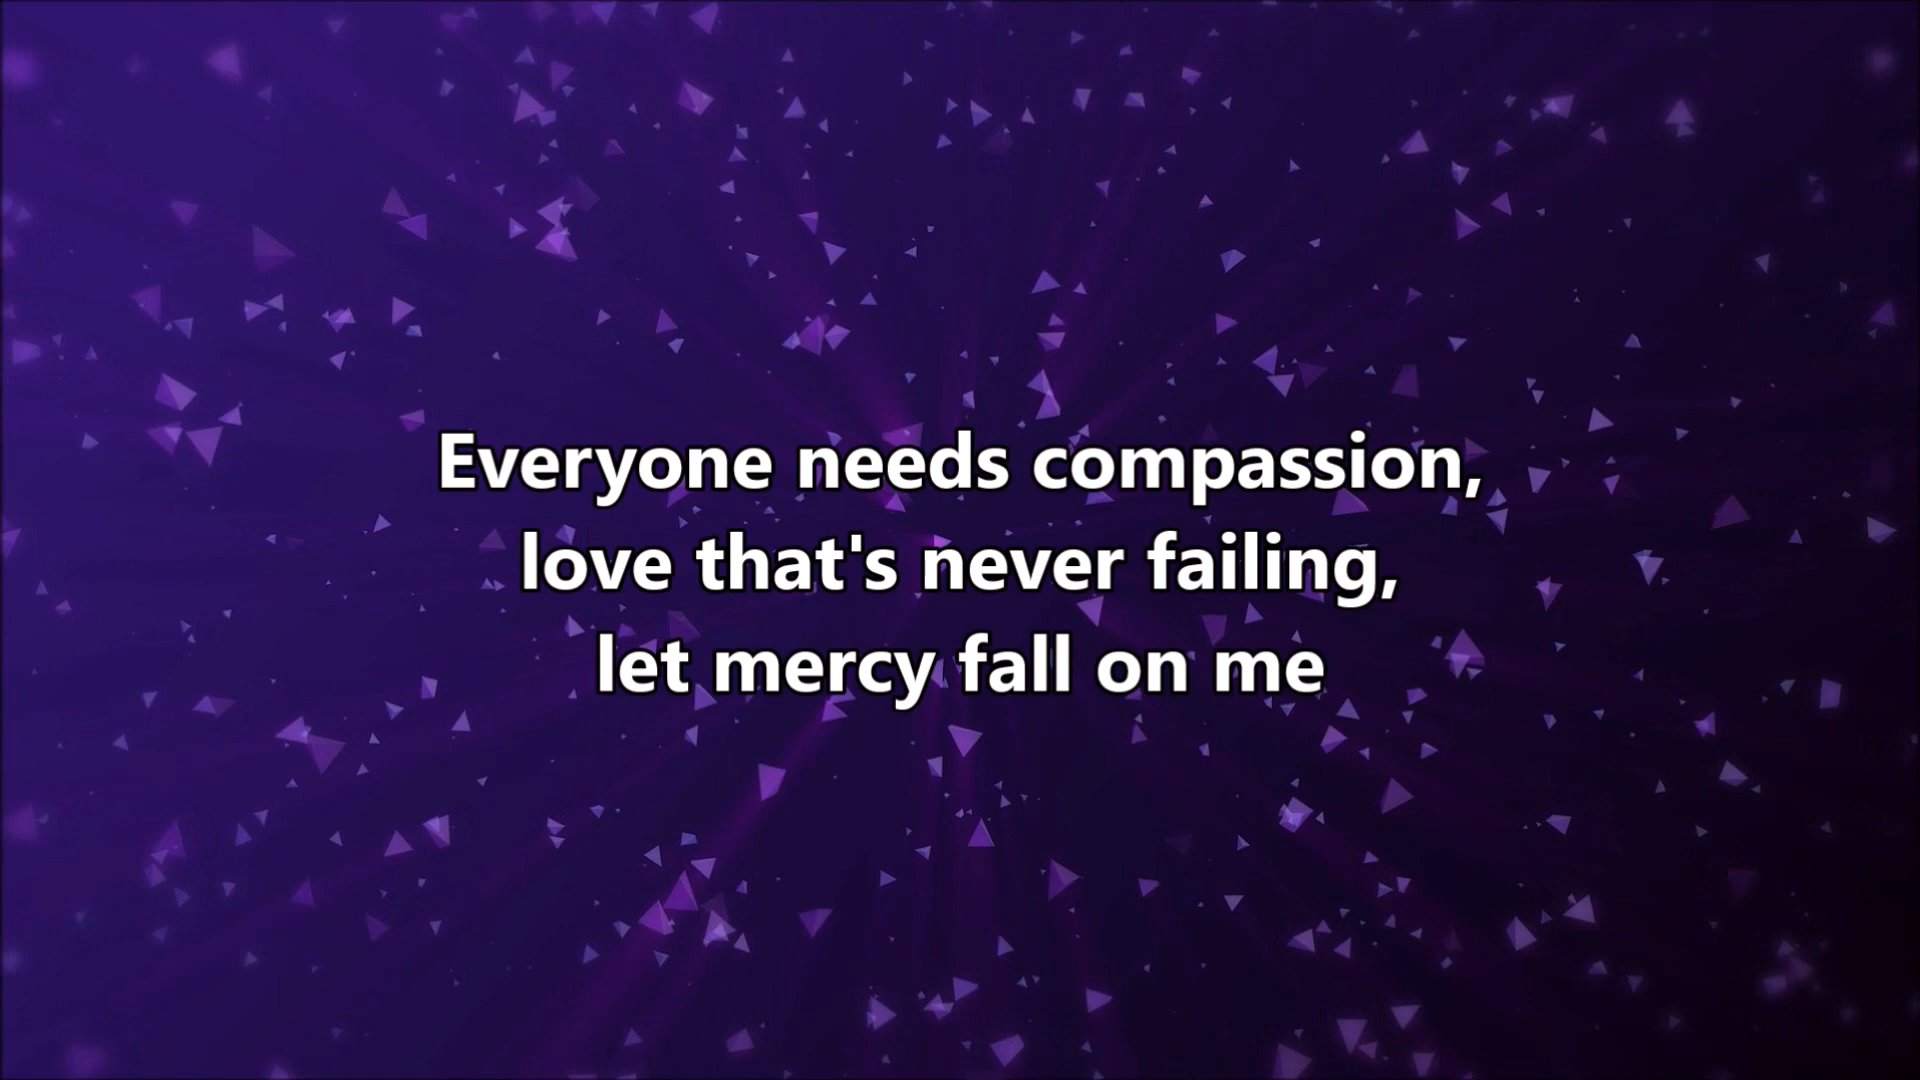 Everyone needs compassion,
love that's never failing,
let mercy fall on me